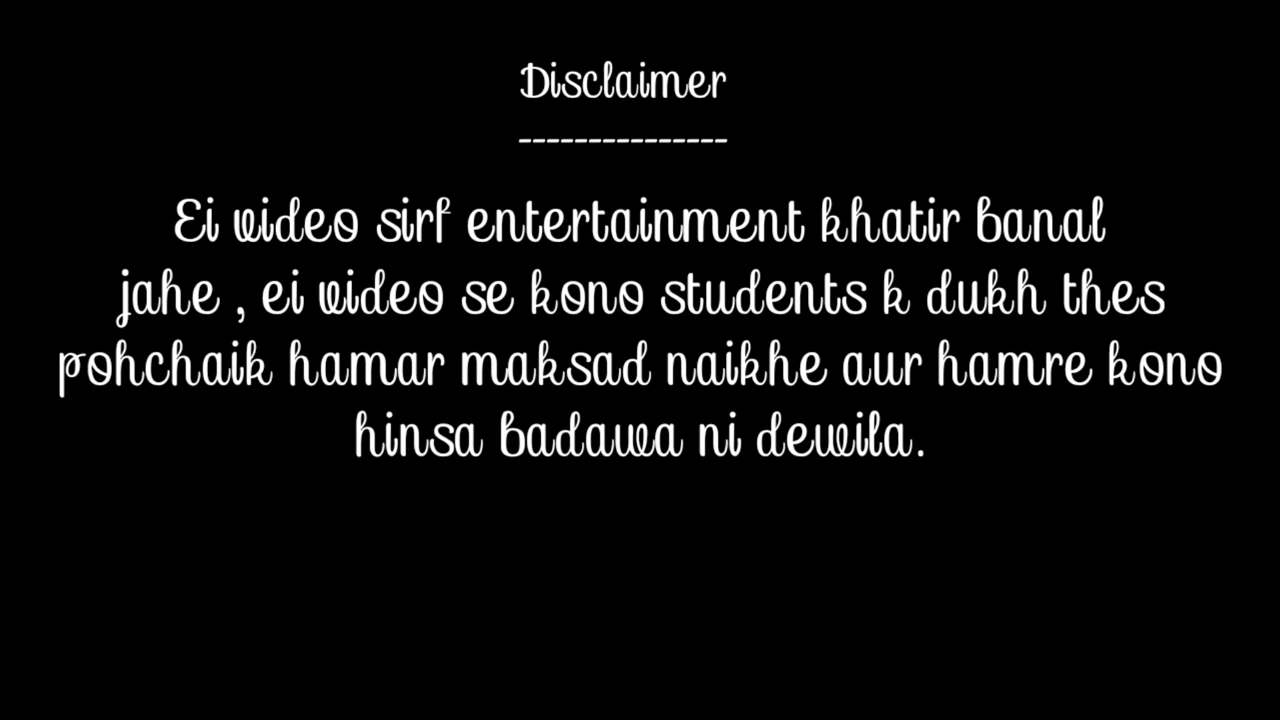 Disclaimer
---------------
Ei video sirf entertainment khatir banal
jahe , ei video se kono students k dukh thes
pohchaik hamar maksad naikhe aur hamre kono
hinsa badawa ni dewila.